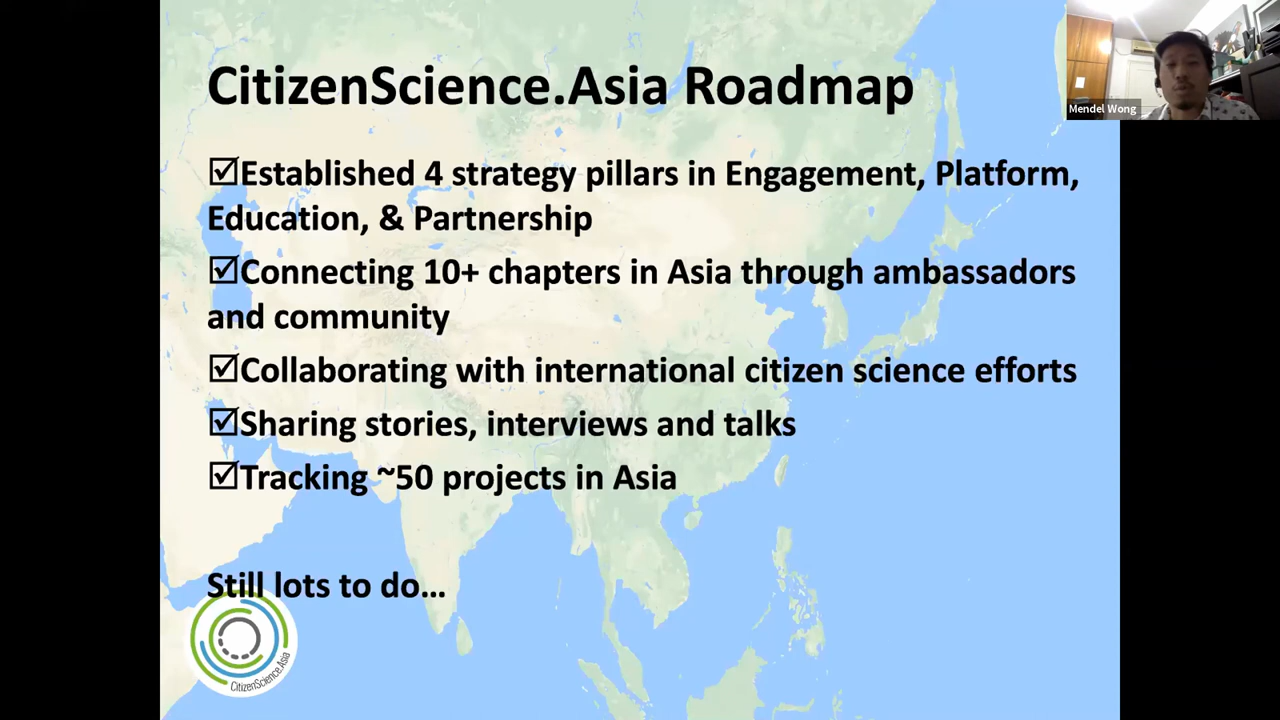 CitizenScience.Asia Roadmap
Mendel Wong
☑Established 4 strategy pillars in Engagement, Platform,
Education, & Partnership
☑Connecting 10+ chapters in Asia through ambassadors
and community
☑Collaborating with international citizen science efforts
☑Sharing stories, interviews and talks
☑Tracking ~50 projects in Asia
Still lots to do...
CitizenScience.Asia